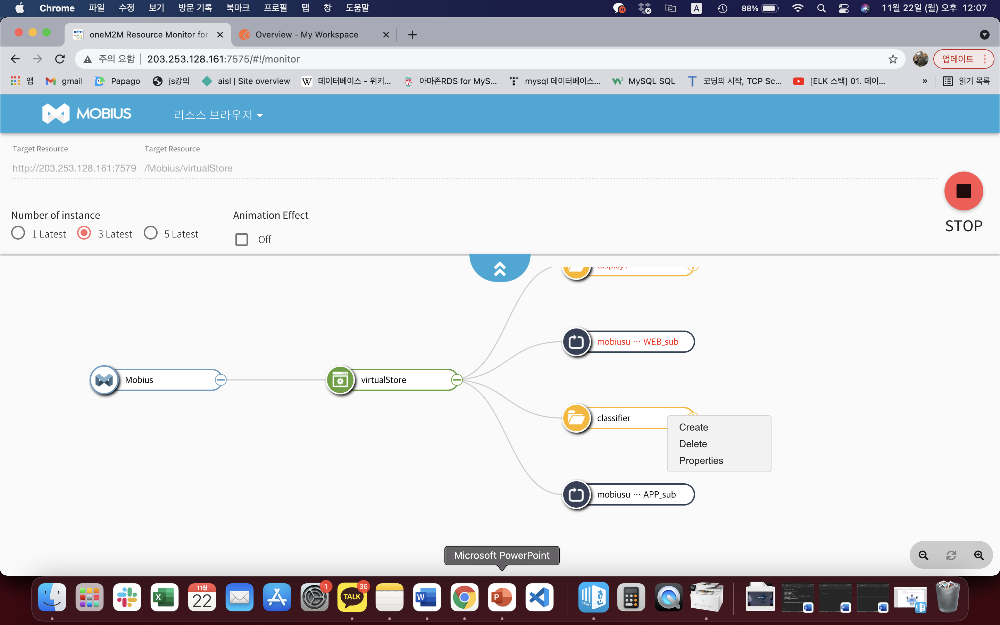 Chrome 파일 수정 보기 방문 기록 북마크 프로필 탭 창 도움말 N A 88% 11월 22일 (월) 오후 12:07
KETI oneM2M Resource Monitor for Overview - My Workspace
주의 요함 203.253.128.161:7575/#!/monitor 업데이트
앱 gmail Papago js강의 aisl | Site overview W 데이터베이스 - 위키... 아마존RDS for MyS... mysql 데이터베이스... MySQL SQL T 코딩의 시작, TCP Sc... [ELK 스택] 01. 데이... » 읽기 목록
MOBIUS 리소스 브라우저
Target Resource Target Resource
http://203.253.128.161:7579 /Mobius/virtualStore
STOP
Number of instance Animation Effect
1 Latest 3 Latest 5 Latest Off
mobiusu ··· WEB_sub
Mobius virtualStore
classifier
Create
Delete
Properties
mobiusu ··· APP_sub
Microsoft PowerPoint
X 11월 22 1 TALK 36 W P VIEWER 한글 W W W